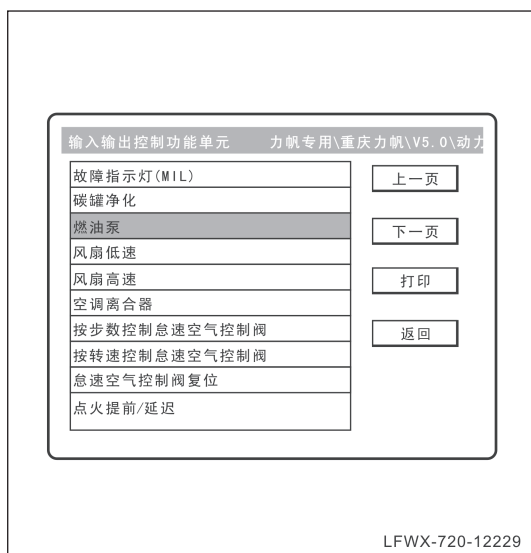 输入输出控制功能单元 力帆专用\重庆力帆\V5.0\动力
故障指示灯(MIL)
碳罐净化
燃油泵
风扇低速
风扇高速
空调离合器
按步数控制怠速空气控制阀
按转速控制怠速空气控制阀
怠速空气控制阀复位
点火提前/延迟
上一页
下一页
打印
返回
LFWX-720-12229